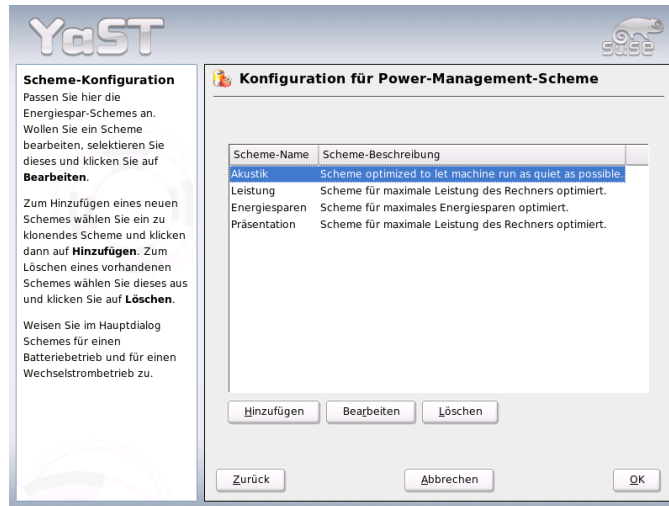 YaST
suse
Scheme-Konfiguration
Passen Sie hier die
Energiespar-Schemes an.
Wollen Sie ein Scheme
bearbeiten, selektieren Sie
dieses und klicken Sie auf
Bearbeiten.
Zum Hinzufügen eines neuen
Schemes wählen Sie ein zu
klonendes Scheme und klicken
dann auf Hinzufügen. Zum
Löschen eines vorhandenen
Schemes wählen Sie dieses aus
und klicken Sie auf Löschen.
Weisen Sie im Hauptdialog
Schemes für einen
Batteriebetrieb und für einen
Wechselstrombetrieb zu.
Konfiguration für Power-Management-Scheme
Scheme-Name Scheme-Beschreibung
Akustik Scheme optimized to let machine run as quiet as possible.
Leistung Scheme für maximale Leistung des Rechners optimiert.
Energiesparen Scheme für maximales Energiesparen optimiert.
Präsentation Scheme für maximale Leistung des Rechners optimiert.
Hinzufügen Bearbeiten Löschen
Zurück Abbrechen OK